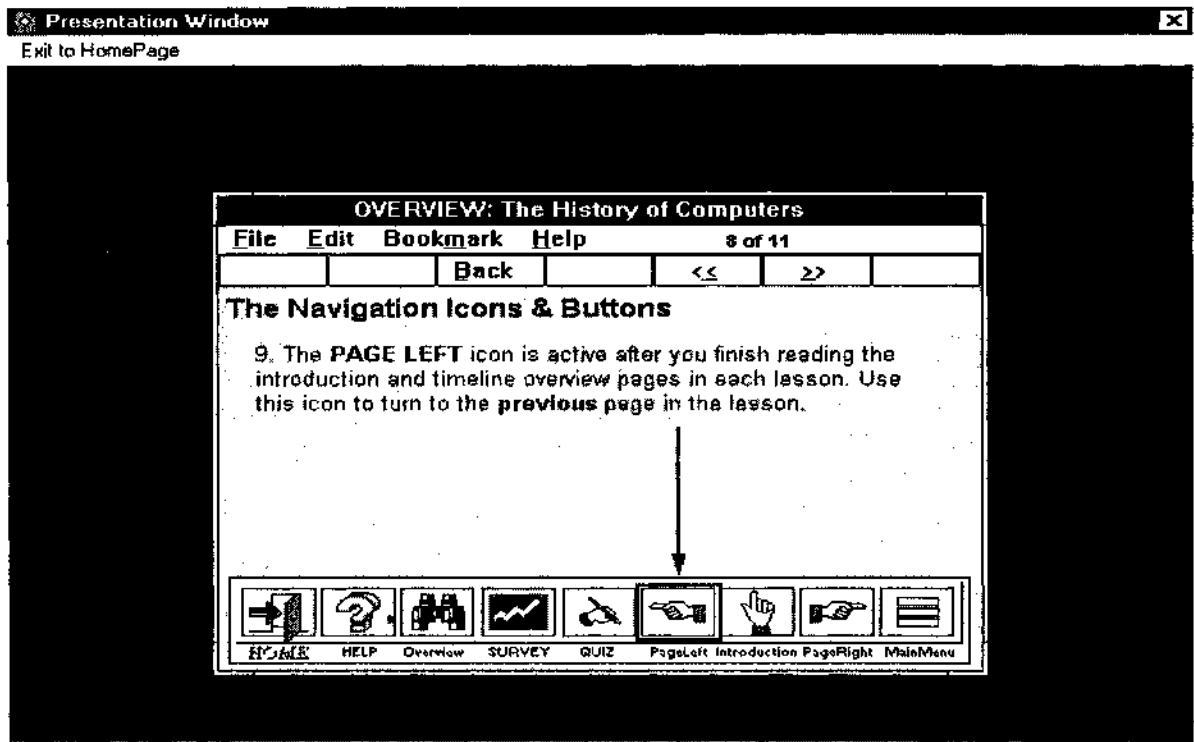 Presentation Window
Exit to HomePage
OVERVIEW: The History of Computers
File Edit Bookmark Help 8 of 11
Back << >>
The Navigation Icons & Buttons
9. The PAGE LEFT icon is active after you finish reading the
introduction and timeline overview pages in each lesson. Use
this icon to turn to the previous page in the lesson.
HOME HELP Overview SURVEY QUIZ PageLeft Introduction PageRight MainMenu